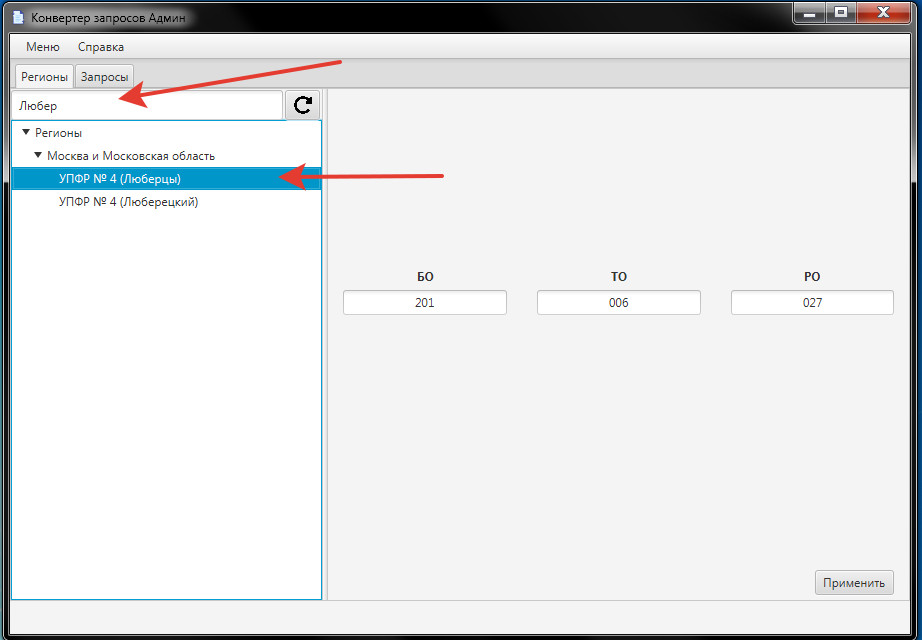 Конвертер запросов Админ
Меню Справка
Регионы Запросы
Любер
Регионы
Москва и Московская область
УПФР № 4 (Люберцы)
УПФР № 4 (Люберецкий)
БО ТО РО
201 006 027
Применить